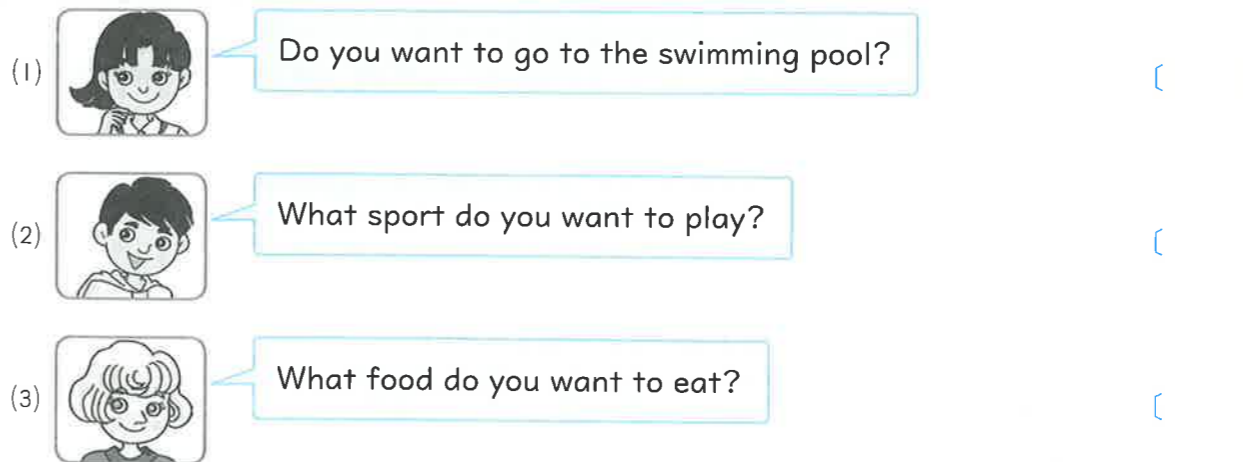 (1) Do you want to go to the swimming pool? 〔
(2) What sport do you want to play? 〔
(3) What food do you want to eat? 〔